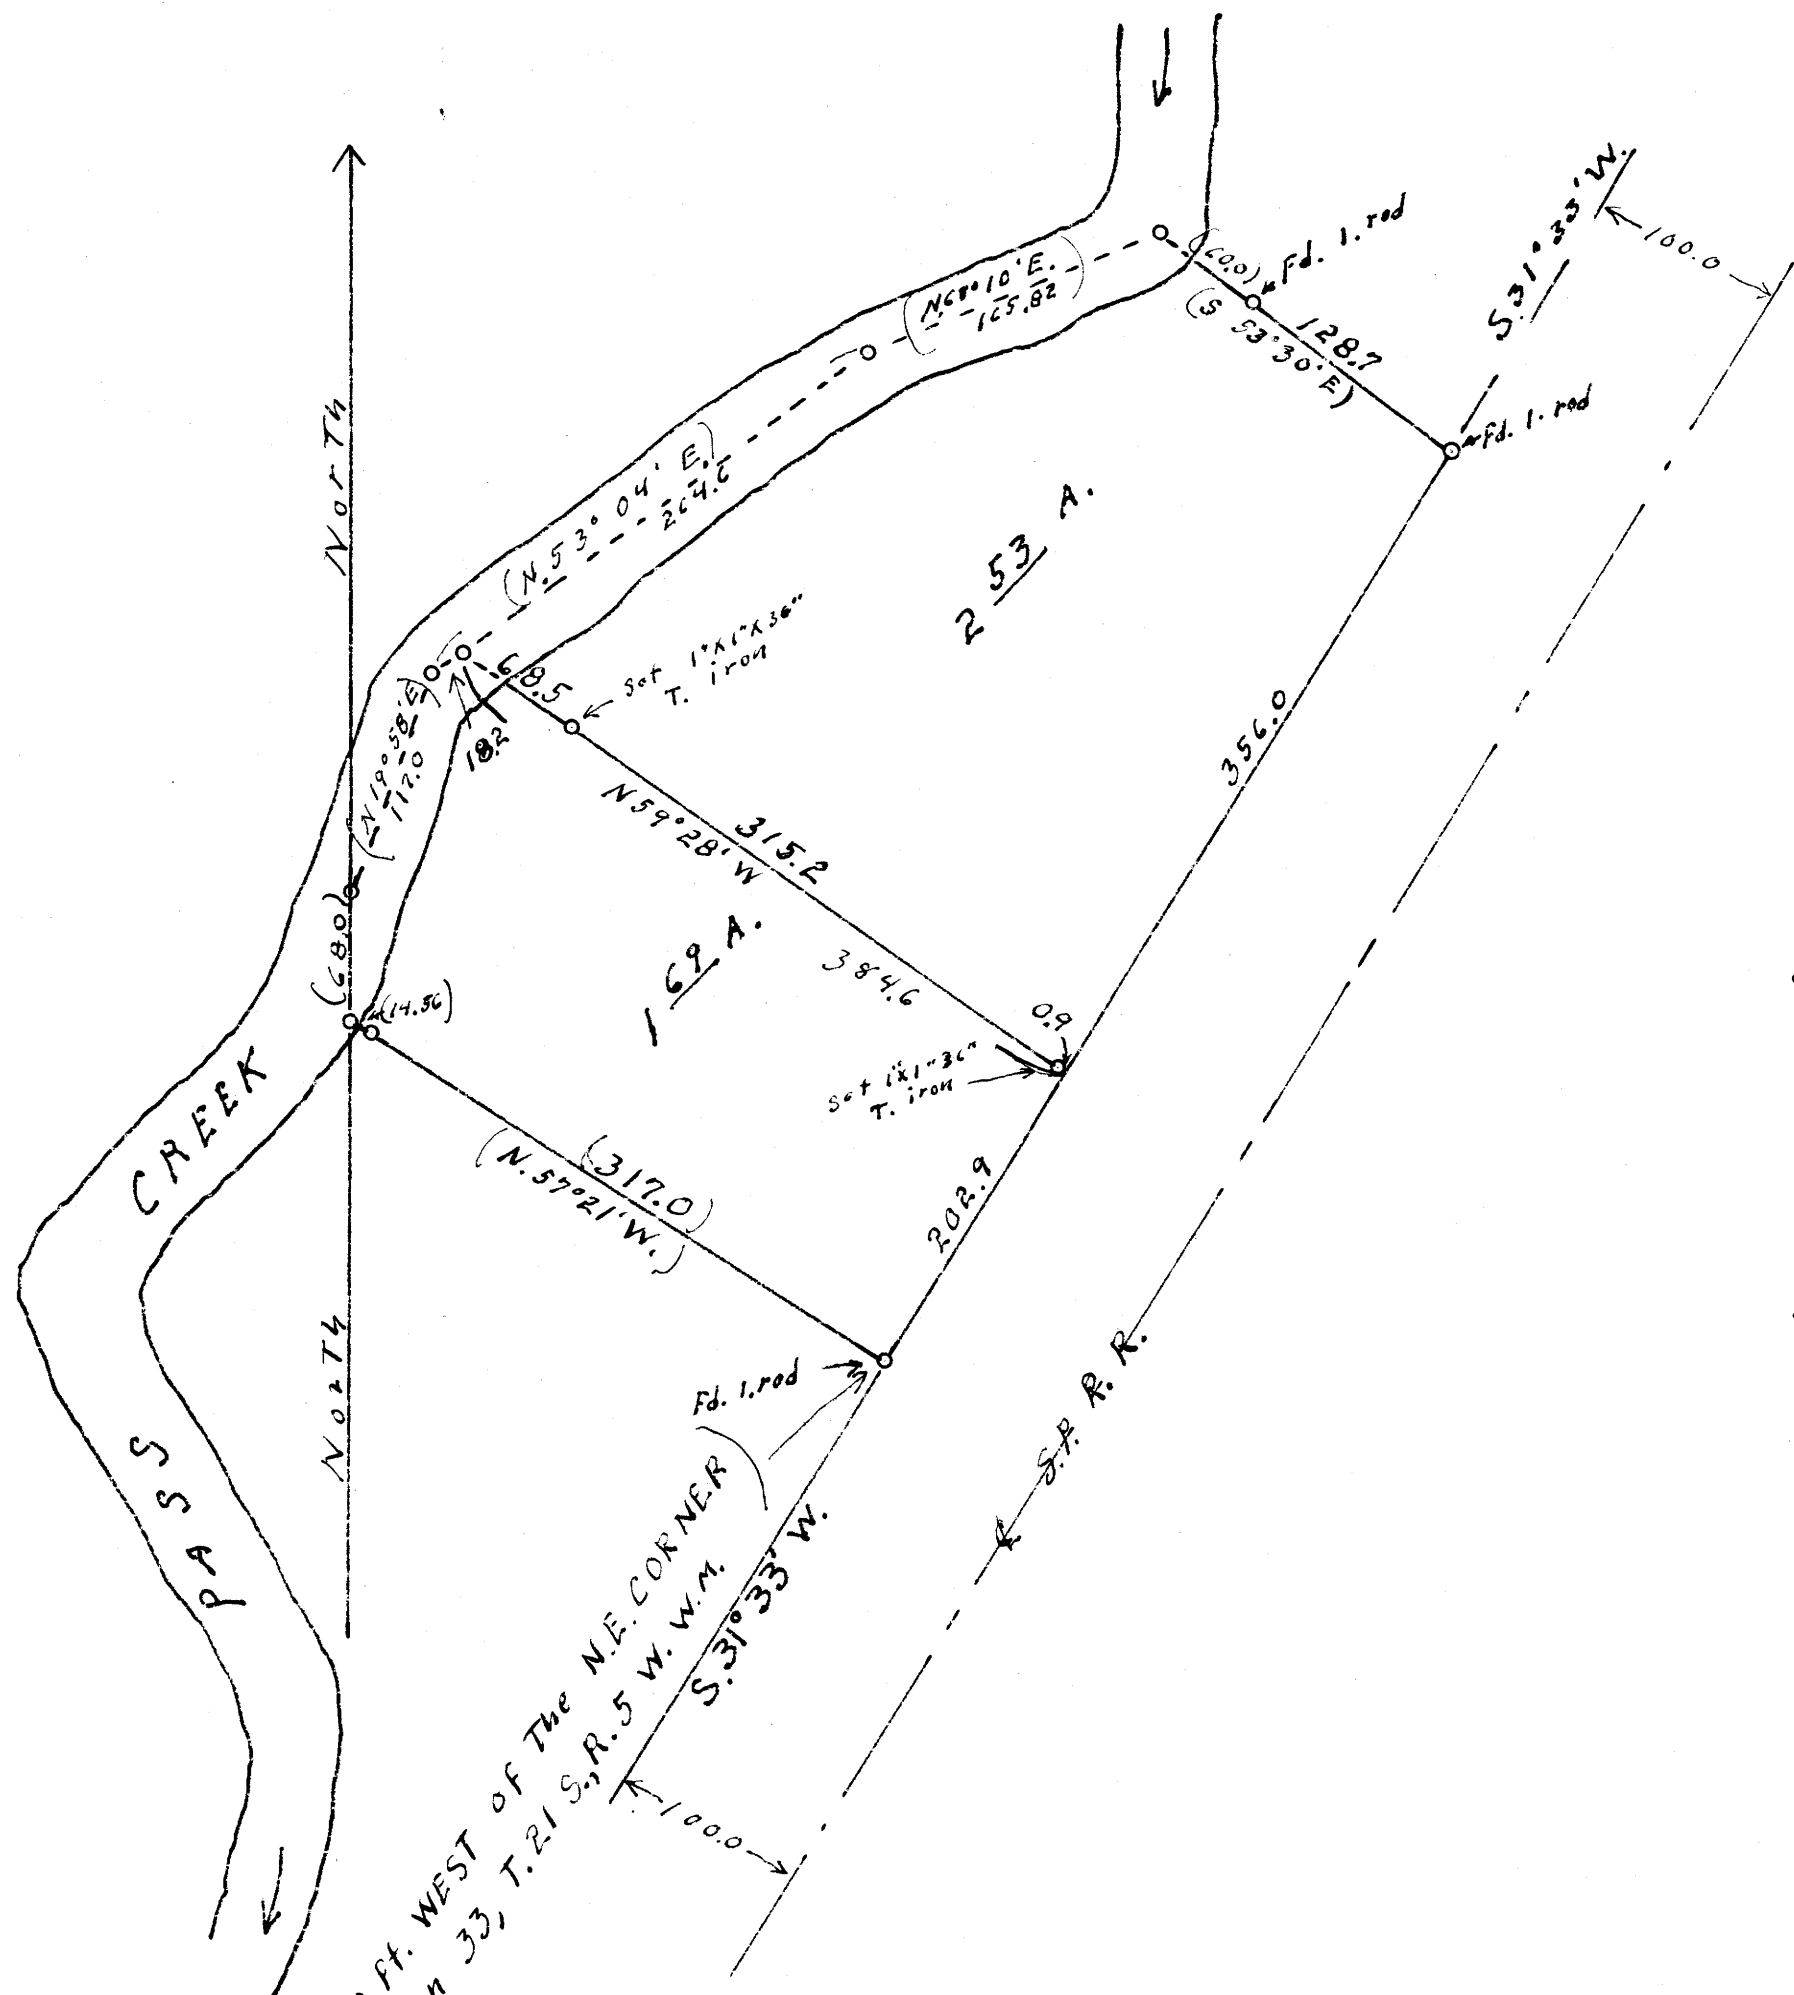 S.31°33'W.
100.0
Fd. 1. rod
(60.0)
(S 53°30'E)
128.7
Fd. 1. rod
(N.68°10'E.
165.82)
NorTh
(N.53°04' E.)
264.6
2 53 A.
Set 1"x1"x36"
T. iron
68.5
18.2
(N19°58'E)
112.0
356.0
315.2
N59°28'W
384.6
(68.0)
(14.56)
1 69 A.
0.9
Set 1"x1"36"
T. iron
CREEK
(317.0)
(N.57°21'W.)
202.9
NorTh
Fd. 1.rod
S.P. R. R.
PASS
S.31°33'W.
Ft. WEST OF The N.E. CORNER
33, T.21 S., R.5 W. W.M.
100.0